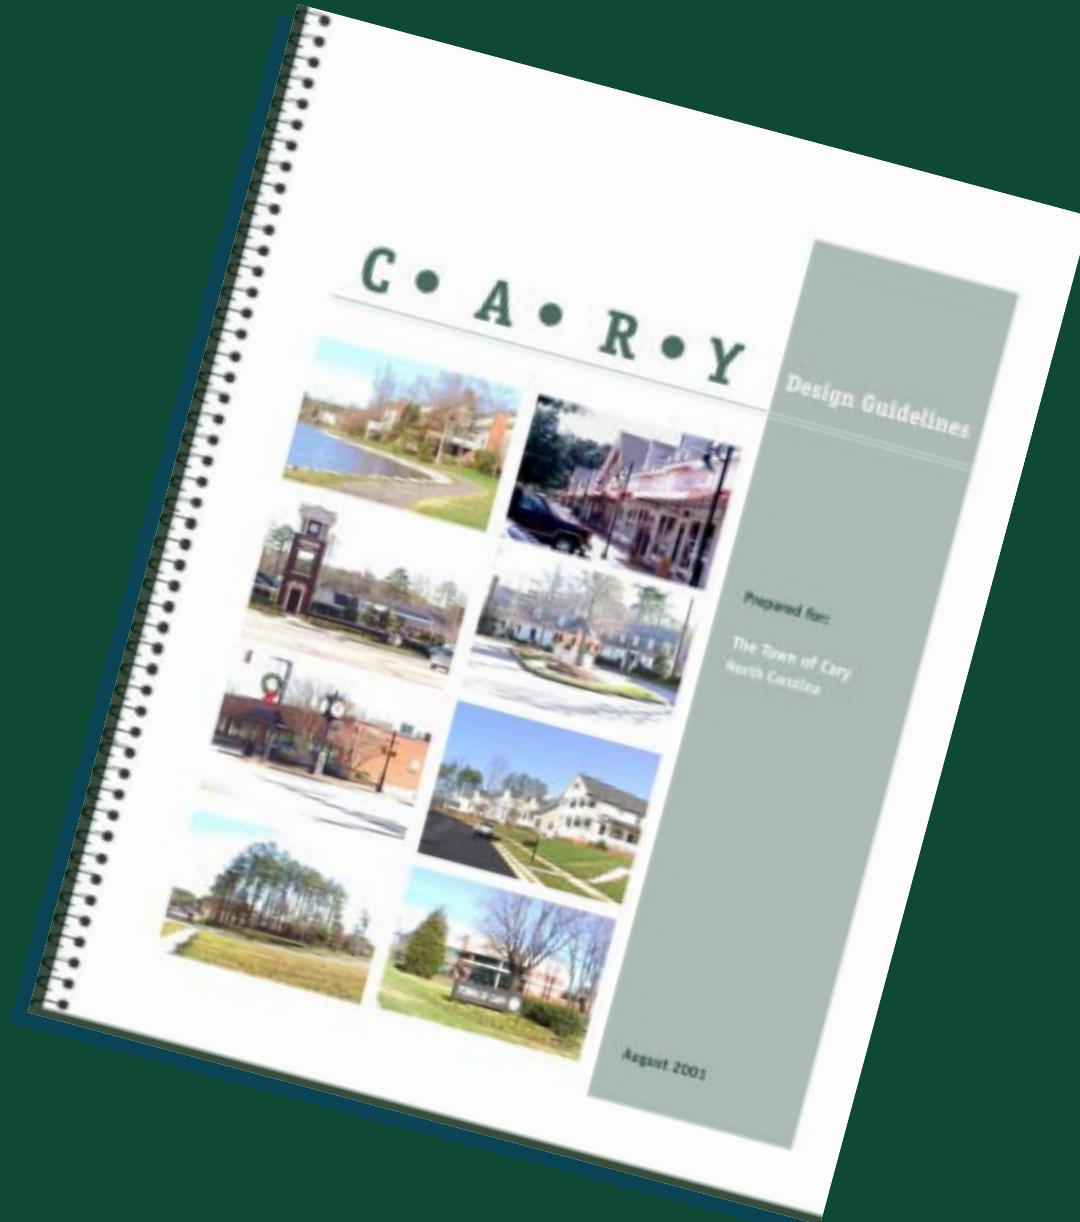 C • A • R • Y
Design Guidelines
Prepared for:
The Town of Cary
North Carolina
August 2001